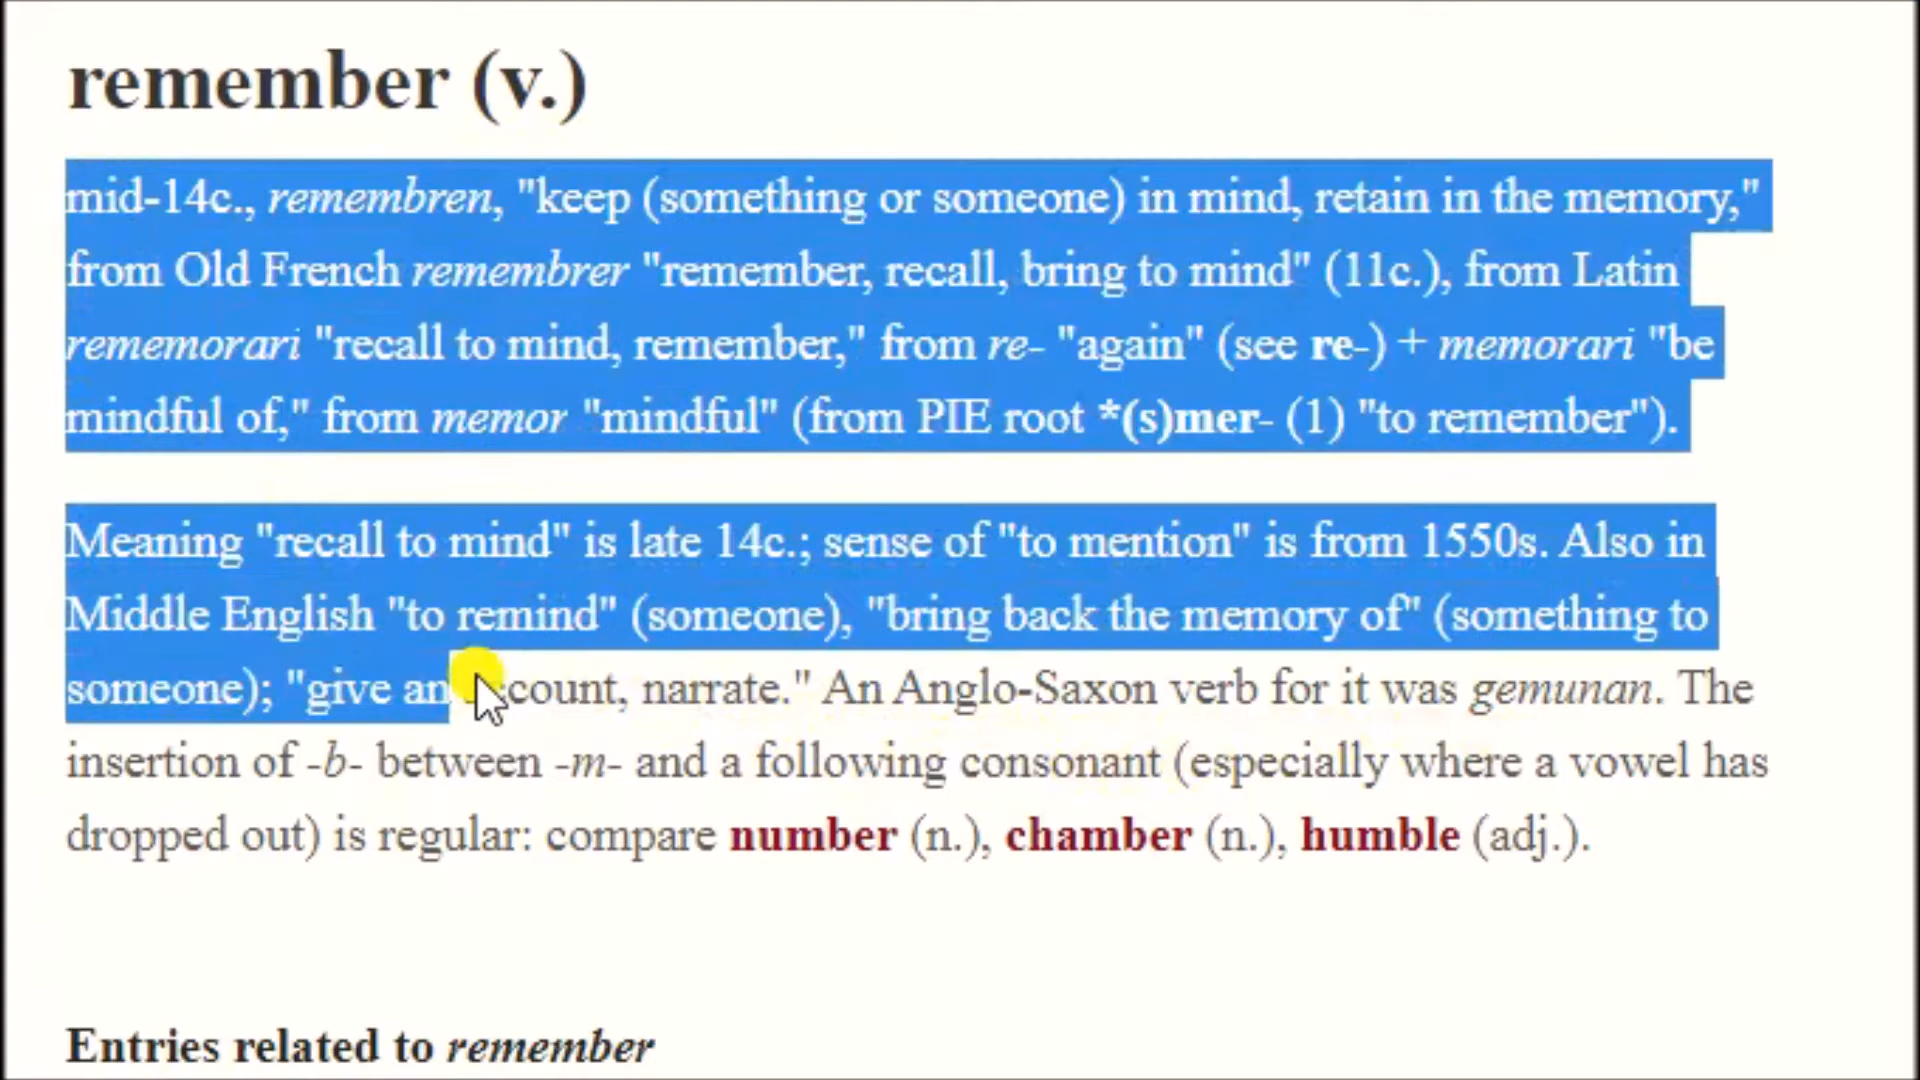 remember (v.)
mid-14c., remembren, "keep (something or someone) in mind, retain in the memory,"
from Old French remembrer "remember, recall, bring to mind" (11c.), from Latin
rememorari "recall to mind, remember," from re- "again" (see re-) + memorari "be
mindful of," from memor "mindful" (from PIE root *(s)mer- (1) "to remember").
Meaning "recall to mind" is late 14c.; sense of "to mention" is from 1550s. Also in
Middle English "to remind" (someone), "bring back the memory of" (something to
someone); "give an account, narrate." An Anglo-Saxon verb for it was gemunan. The
insertion of -b- between -m- and a following consonant (especially where a vowel has
dropped out) is regular: compare number (n.), chamber (n.), humble (adj.).
Entries related to remember